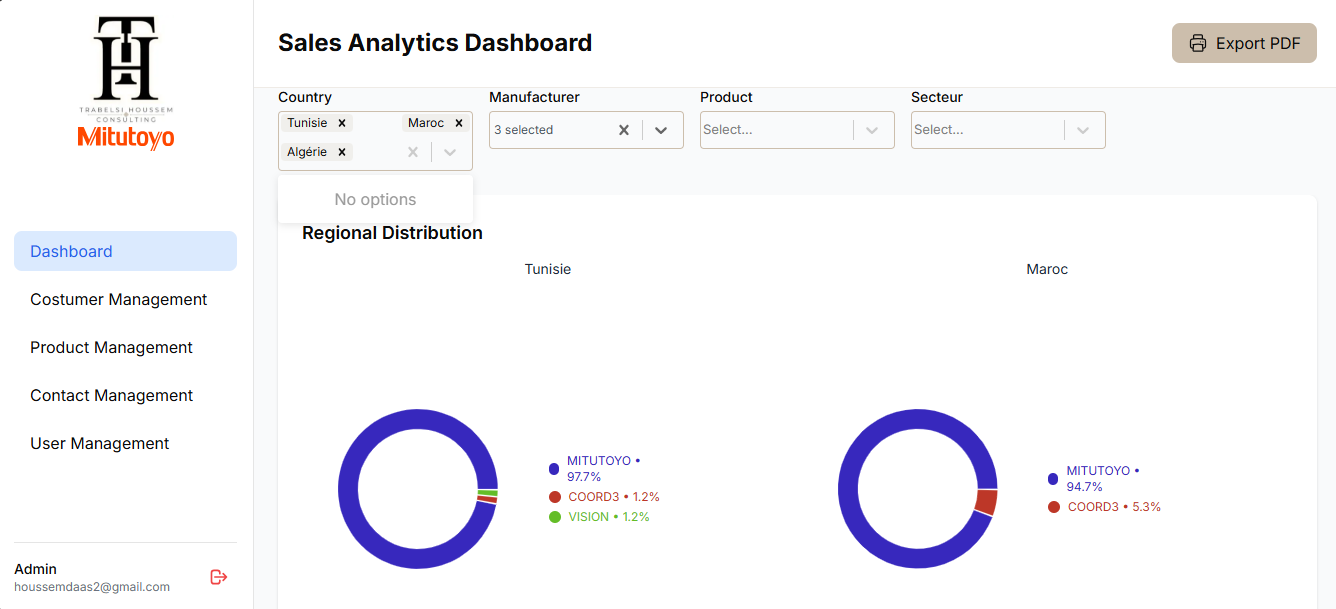 TH
TRABELSI HOUSSEM
CONSULTING
Mitutoyo
Dashboard
Costumer Management
Product Management
Contact Management
User Management
Admin
houssemdaas2@gmail.com
Sales Analytics Dashboard
Export PDF
Country
Tunisie
Maroc
Algérie
No options
Manufacturer
3 selected
Product
Select...
Secteur
Select...
Regional Distribution
Tunisie
MITUTOYO •
97.7%
COORD3 • 1.2%
VISION • 1.2%
Maroc
MITUTOYO •
94.7%
COORD3 • 5.3%